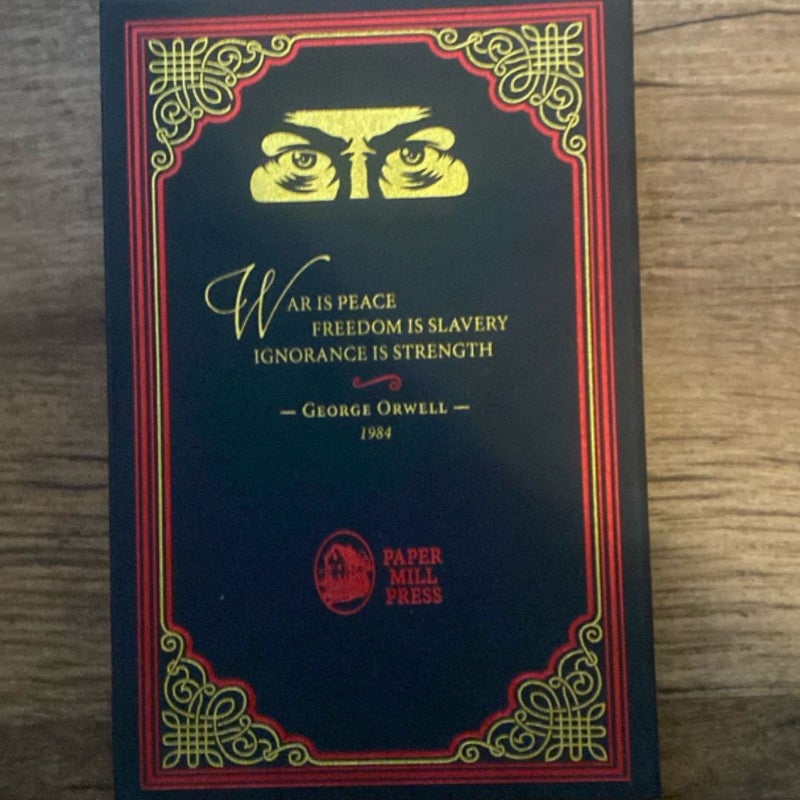 WAR IS PEACE
FREEDOM IS SLAVERY
IGNORANCE IS STRENGTH
— GEORGE ORWELL —
1984
PAPER
MILL
PRESS